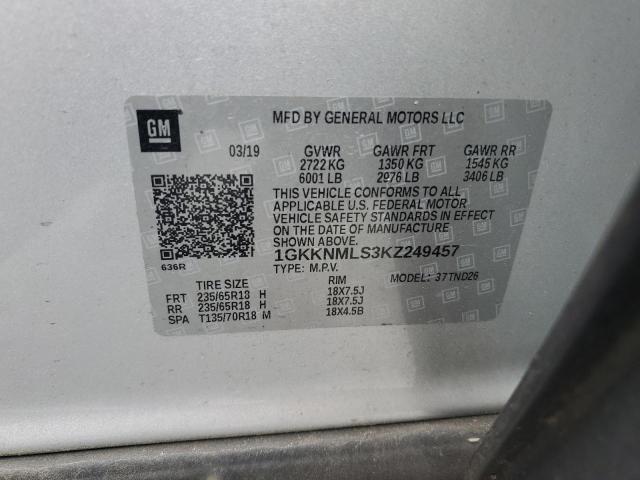 GM
MFD BY GENERAL MOTORS LLC
03/19 GVWR GAWR FRT GAWR RR
2722 KG 1350 KG 1545 KG
6001 LB 2976 LB 3406 LB
THIS VEHICLE CONFORMS TO ALL
APPLICABLE U.S. FEDERAL MOTOR
VEHICLE SAFETY STANDARDS IN EFFECT
ON THE DATE OF MANUFACTURE
SHOWN ABOVE.
1GKKNMLS3KZ249457
636R
TYPE: M.P.V. MODEL: 37TND26
TIRE SIZE RIM
FRT 235/65R18 H 18X7.5J
RR 235/65R18 H 18X7.5J
SPA T135/70R18 M 18X4.5B